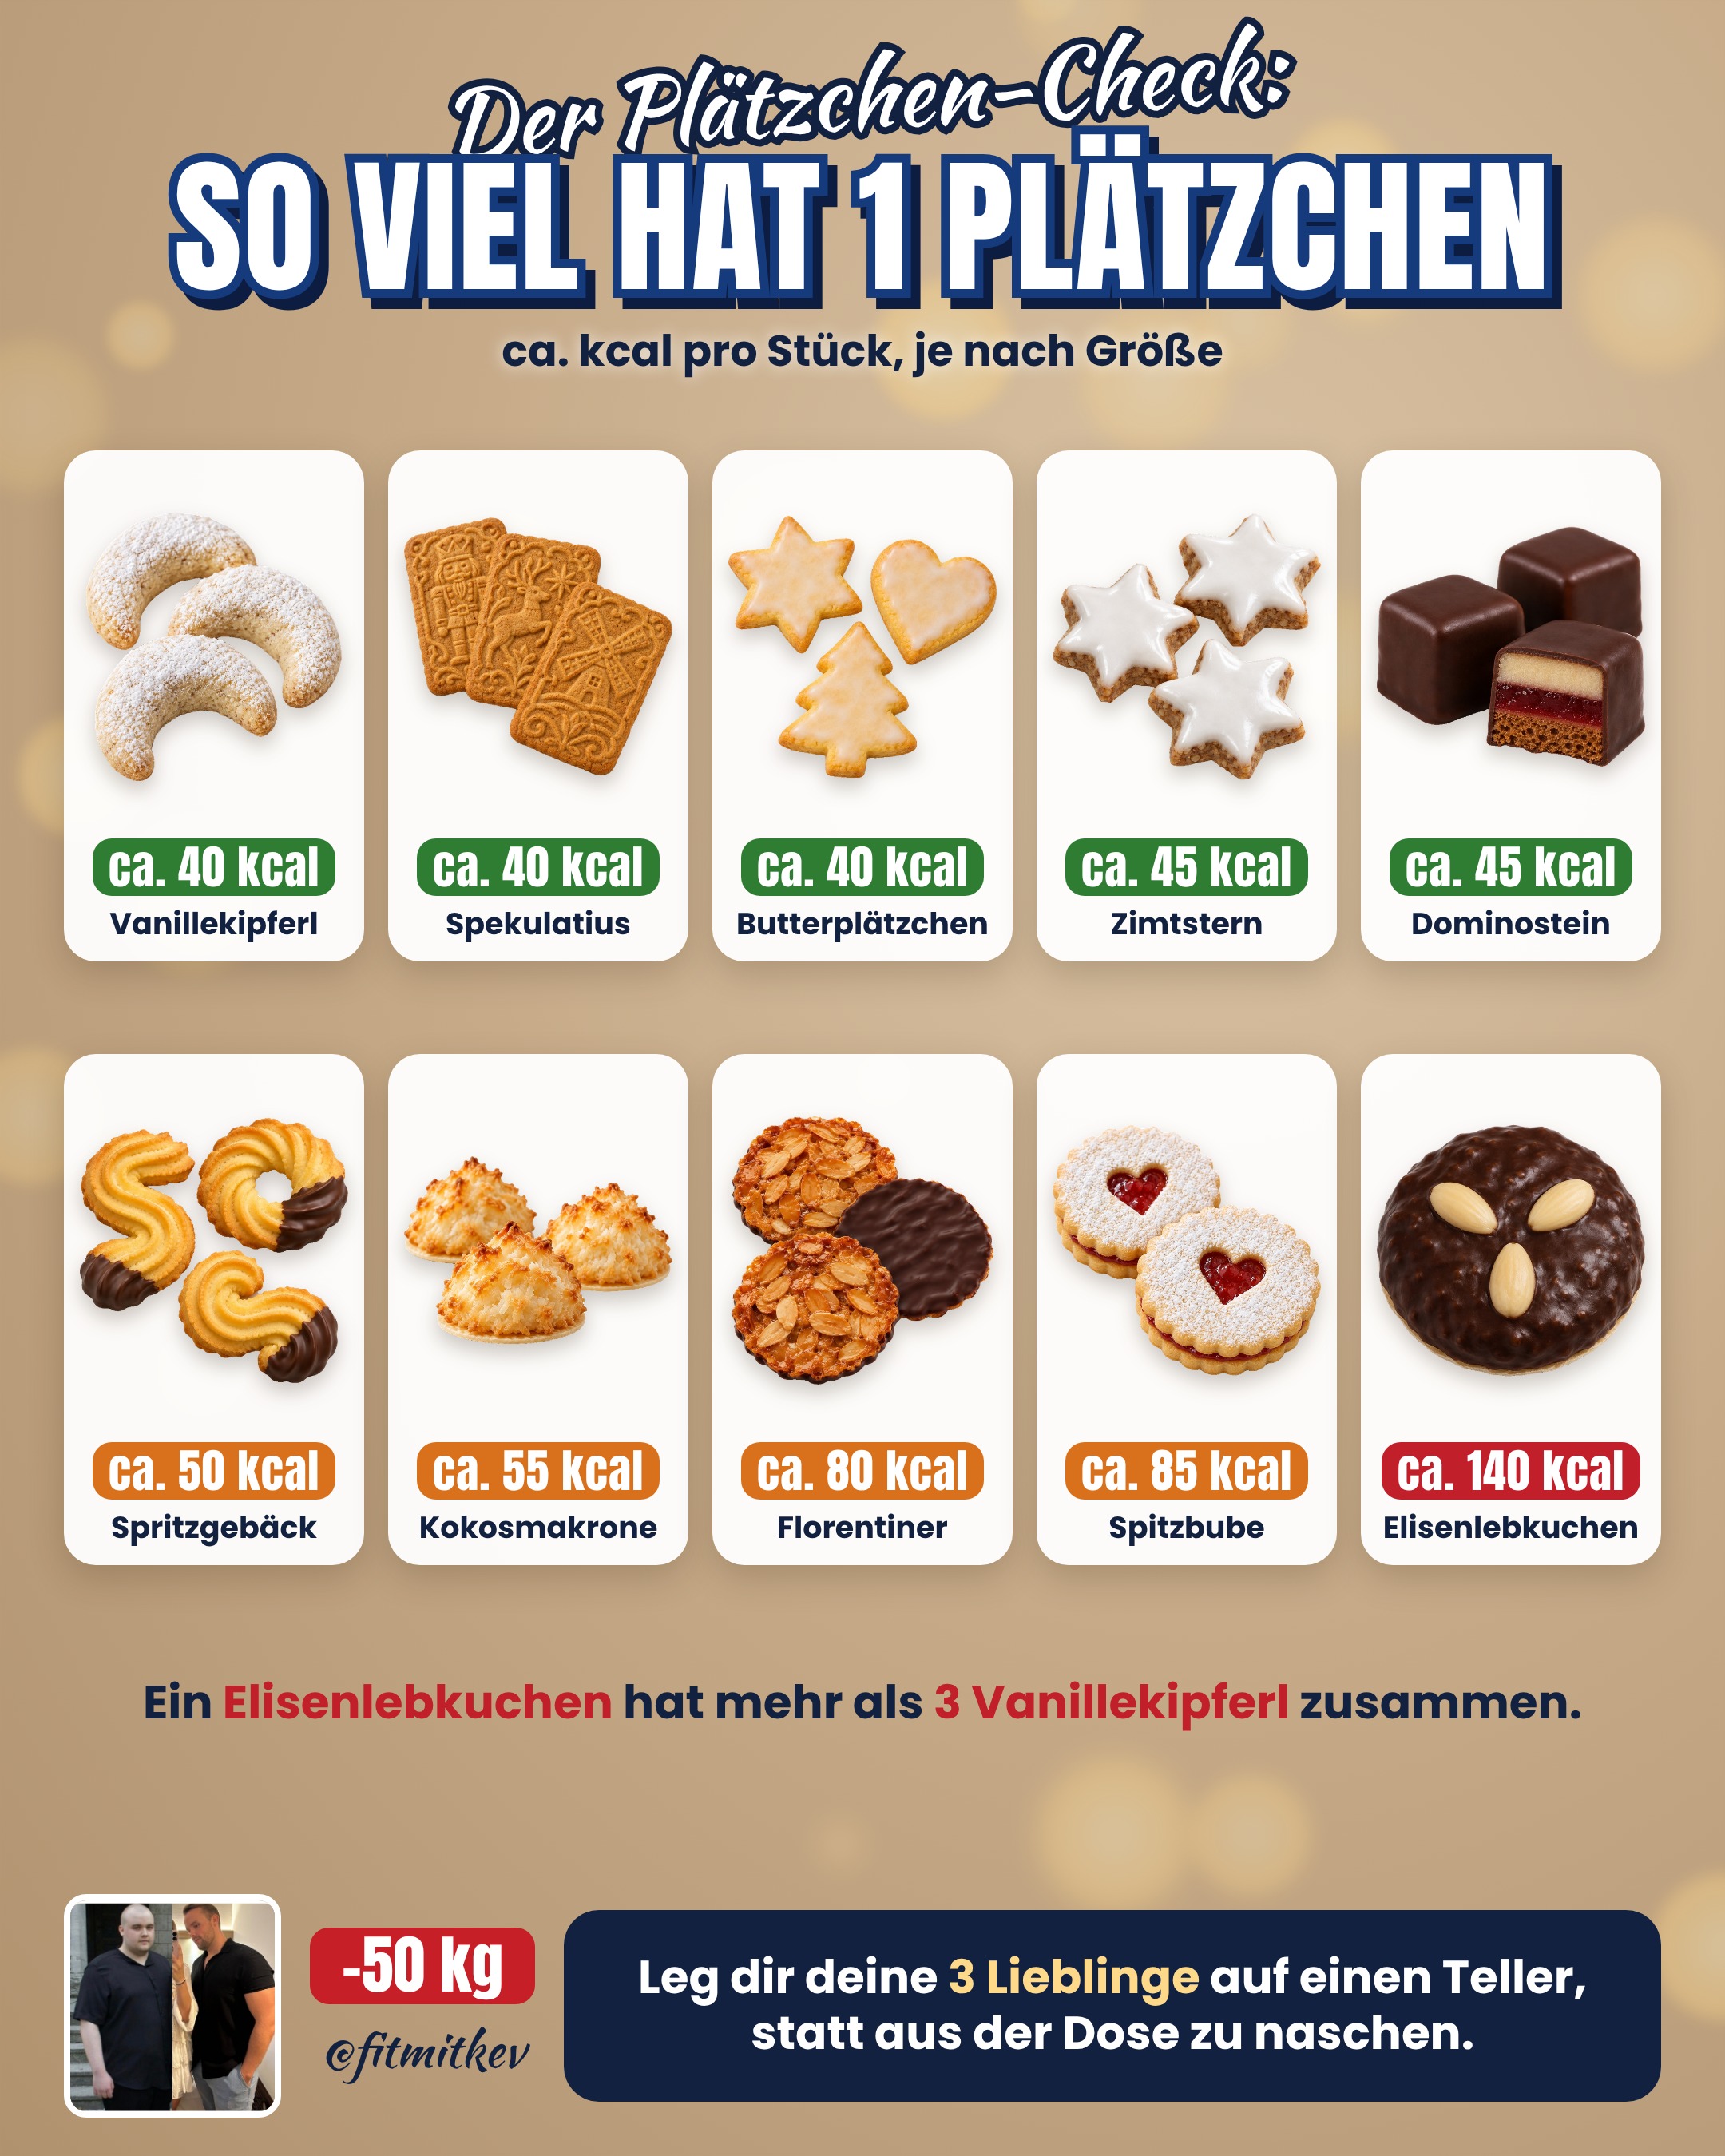 Der Plätzchen-Check:
SO VIEL HAT 1 PLÄTZCHEN
ca. kcal pro Stück, je nach Größe
ca. 40 kcal
Vanillekipferl
ca. 40 kcal
Spekulatius
ca. 40 kcal
Butterplätzchen
ca. 45 kcal
Zimtstern
ca. 45 kcal
Dominostein
ca. 50 kcal
Spritzgebäck
ca. 55 kcal
Kokosmakrone
ca. 80 kcal
Florentiner
ca. 85 kcal
Spitzbube
ca. 140 kcal
Elisenlebkuchen
Ein Elisenlebkuchen hat mehr als 3 Vanillekipferl zusammen.
-50 kg
@fitmitkev
Leg dir deine 3 Lieblinge auf einen Teller,
statt aus der Dose zu naschen.